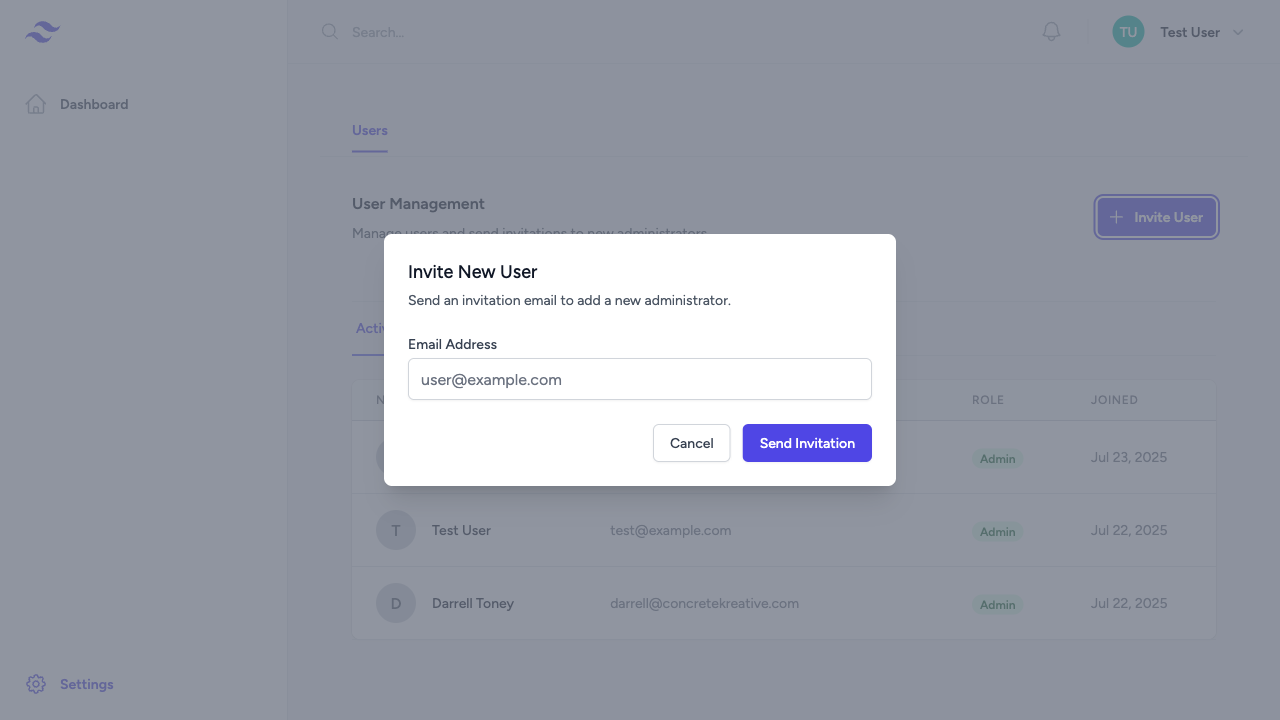 Search...
TU
Test User
Dashboard
Users
User Management
Manage users and send invitations to new administrators.
Invite User
Invite New User
Send an invitation email to add a new administrator.
Email Address
user@example.com
Cancel
Send Invitation
ROLE
JOINED
Admin
Jul 23, 2025
T
Test User
test@example.com
Admin
Jul 22, 2025
D
Darrell Toney
darrell@concretekreative.com
Admin
Jul 22, 2025
Settings